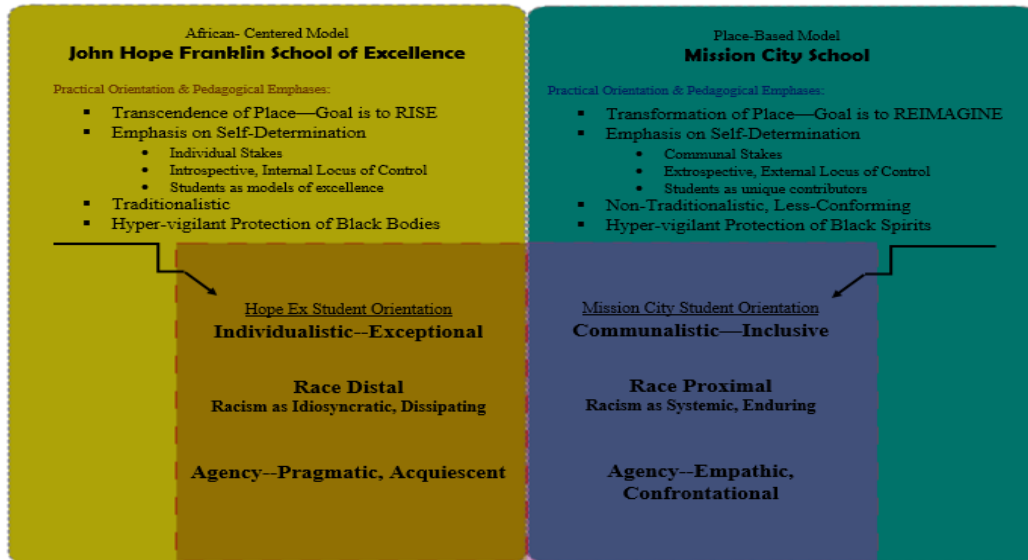 African- Centered Model
John Hope Franklin School of Excellence
Practical Orientation & Pedagogical Emphases:
▪ Transcendence of Place—Goal is to RISE
▪ Emphasis on Self-Determination
• Individual Stakes
• Introspective, Internal Locus of Control
• Students as models of excellence
▪ Traditionalistic
▪ Hyper-vigilant Protection of Black Bodies
Place-Based Model
Mission City School
Practical Orientation & Pedagogical Emphases:
▪ Transformation of Place—Goal is to REIMAGINE
▪ Emphasis on Self-Determination
• Communal Stakes
• Extrospective, External Locus of Control
• Students as unique contributors
▪ Non-Traditionalistic, Less-Conforming
▪ Hyper-vigilant Protection of Black Spirits
Hope Ex Student Orientation
Individualistic--Exceptional
Race Distal
Racism as Idiosyncratic, Dissipating
Agency--Pragmatic, Acquiescent
Mission City Student Orientation
Communalistic—Inclusive
Race Proximal
Racism as Systemic, Enduring
Agency--Empathic,
Confrontational